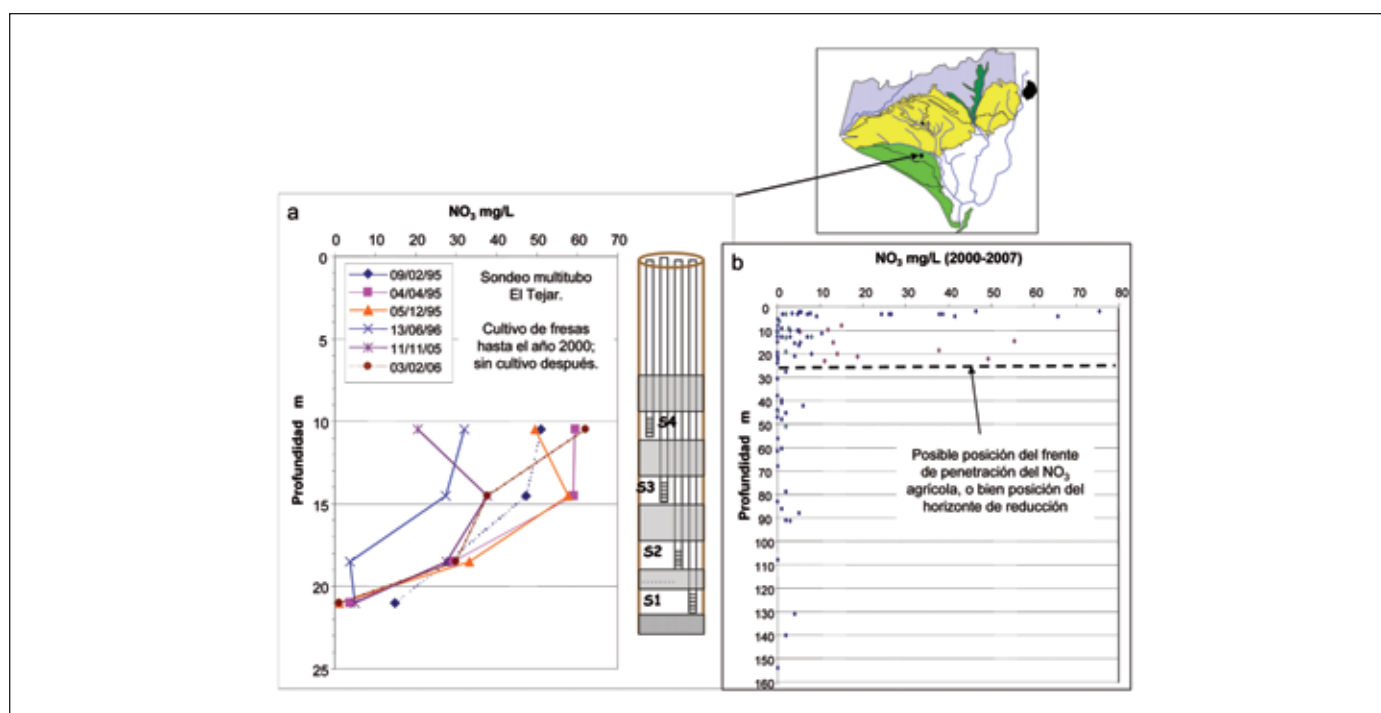 a
NO3 mg/L
0 10 20 30 40 50 60 70
0
5
10
15
20
25
Profundidad m
09/02/95
04/04/95
05/12/95
13/06/96
11/11/05
03/02/06
Sondeo multitubo
El Tejar.
Cultivo de fresas
hasta el año 2000;
sin cultivo después.
S4
S3
S2
S1
b
NO3 mg/L (2000-2007)
0 10 20 30 40 50 60 70 80
0
10
20
30
40
50
60
70
80
90
100
110
120
130
140
150
160
Profundidad m
Posible posición del frente
de penetración del NO3
agrícola, o bien posición del
horizonte de reducción